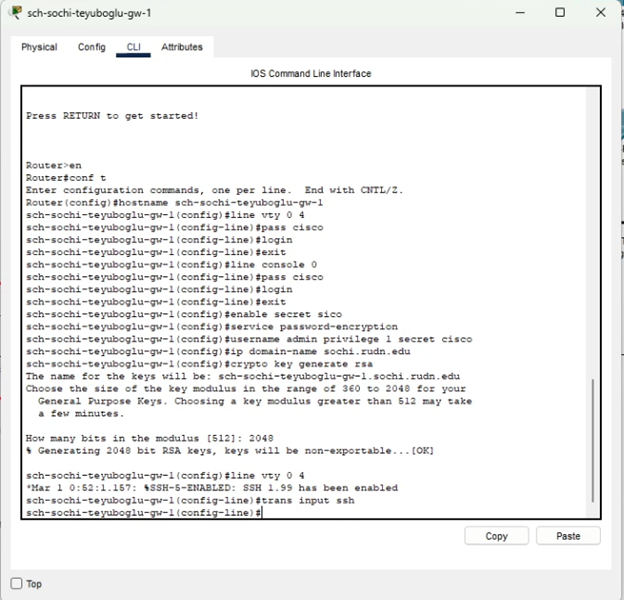 sch-sochi-teyuboglu-gw-1
Physical Config CLI Attributes
IOS Command Line Interface
Press RETURN to get started!
Router>en
Router#conf t
Enter configuration commands, one per line. End with CNTL/Z.
Router(config)#hostname sch-sochi-teyuboglu-gw-1
sch-sochi-teyuboglu-gw-1(config)#line vty 0 4
sch-sochi-teyuboglu-gw-1(config-line)#pass cisco
sch-sochi-teyuboglu-gw-1(config-line)#login
sch-sochi-teyuboglu-gw-1(config-line)#exit
sch-sochi-teyuboglu-gw-1(config)#line console 0
sch-sochi-teyuboglu-gw-1(config-line)#pass cisco
sch-sochi-teyuboglu-gw-1(config-line)#login
sch-sochi-teyuboglu-gw-1(config-line)#exit
sch-sochi-teyuboglu-gw-1(config)#enable secret sico
sch-sochi-teyuboglu-gw-1(config)#service password-encryption
sch-sochi-teyuboglu-gw-1(config)#username admin privilege 1 secret cisco
sch-sochi-teyuboglu-gw-1(config)#ip domain-name sochi.rudn.edu
sch-sochi-teyuboglu-gw-1(config)#crypto key generate rsa
The name for the keys will be: sch-sochi-teyuboglu-gw-1.sochi.rudn.edu
Choose the size of the key modulus in the range of 360 to 2048 for your
General Purpose Keys. Choosing a key modulus greater than 512 may take
a few minutes.
How many bits in the modulus [512]: 2048
% Generating 2048 bit RSA keys, keys will be non-exportable...[OK]
sch-sochi-teyuboglu-gw-1(config)#line vty 0 4
*Mar 1 0:52:1.157: %SSH-5-ENABLED: SSH 1.99 has been enabled
sch-sochi-teyuboglu-gw-1(config-line)#trans input ssh
sch-sochi-teyuboglu-gw-1(config-line)#
Copy Paste
Top